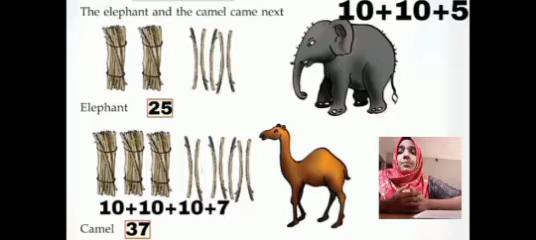 The elephant and the camel came next
10+10+5
Elephant 25
10+10+10+7
Camel 37